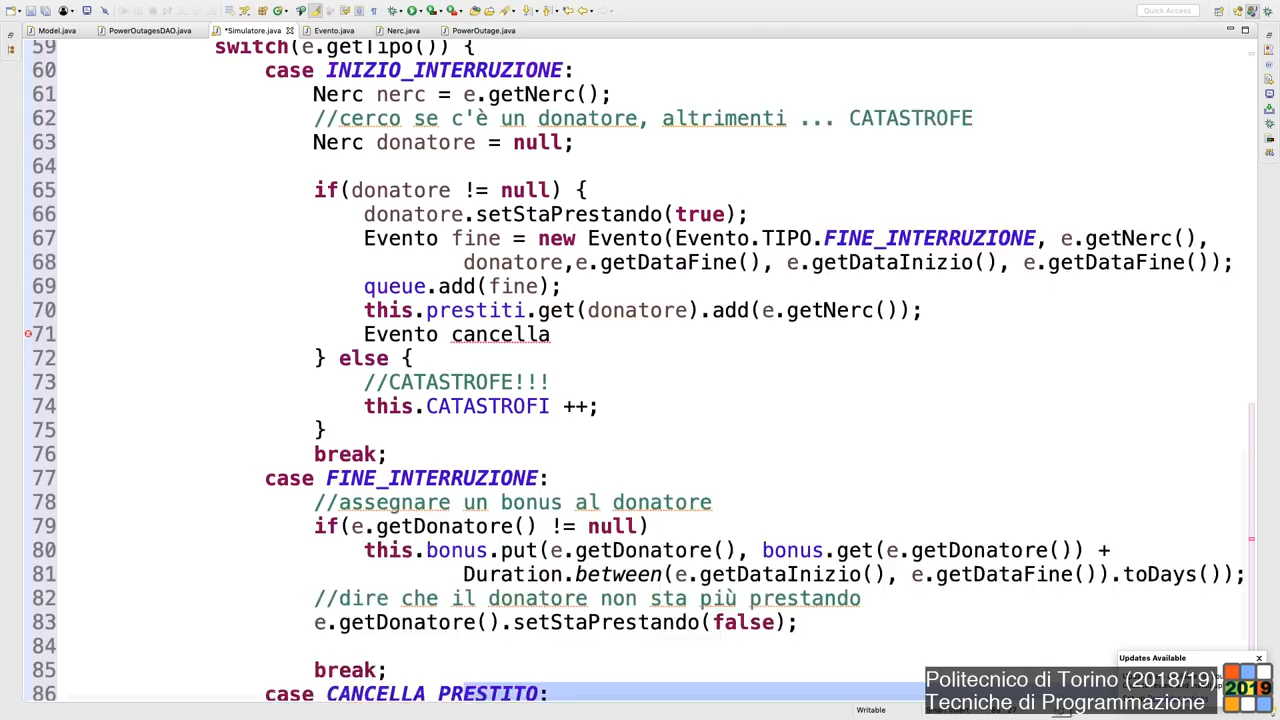 Quick Access
Model.java
PowerOutagesDAO.java
*Simulatore.java
Evento.java
Nerc.java
PowerOutage.java
59 switch(e.getTipo()) {
60 case INIZIO_INTERRUZIONE:
61 Nerc nerc = e.getNerc();
62 //cerco se c'è un donatore, altrimenti ... CATASTROFE
63 Nerc donatore = null;
64
65 if(donatore != null) {
66 donatore.setStaPrestando(true);
67 Evento fine = new Evento(Evento.TIPO.FINE_INTERRUZIONE, e.getNerc(),
68 donatore,e.getDataFine(), e.getDataInizio(), e.getDataFine());
69 queue.add(fine);
70 this.prestiti.get(donatore).add(e.getNerc());
71 Evento cancella
72 } else {
73 //CATASTROFE!!!
74 this.CATASTROFI ++;
75 }
76 break;
77 case FINE_INTERRUZIONE:
78 //assegnare un bonus al donatore
79 if(e.getDonatore() != null)
80 this.bonus.put(e.getDonatore(), bonus.get(e.getDonatore()) +
81 Duration.between(e.getDataInizio(), e.getDataFine()).toDays());
82 //dire che il donatore non sta più prestando
83 e.getDonatore().setStaPrestando(false);
84
85 break;
86 case CANCELLA_PRESTITO:
Updates Available
Politecnico di Torino (2018/19)
Tecniche di Programmazione
2019
Writable